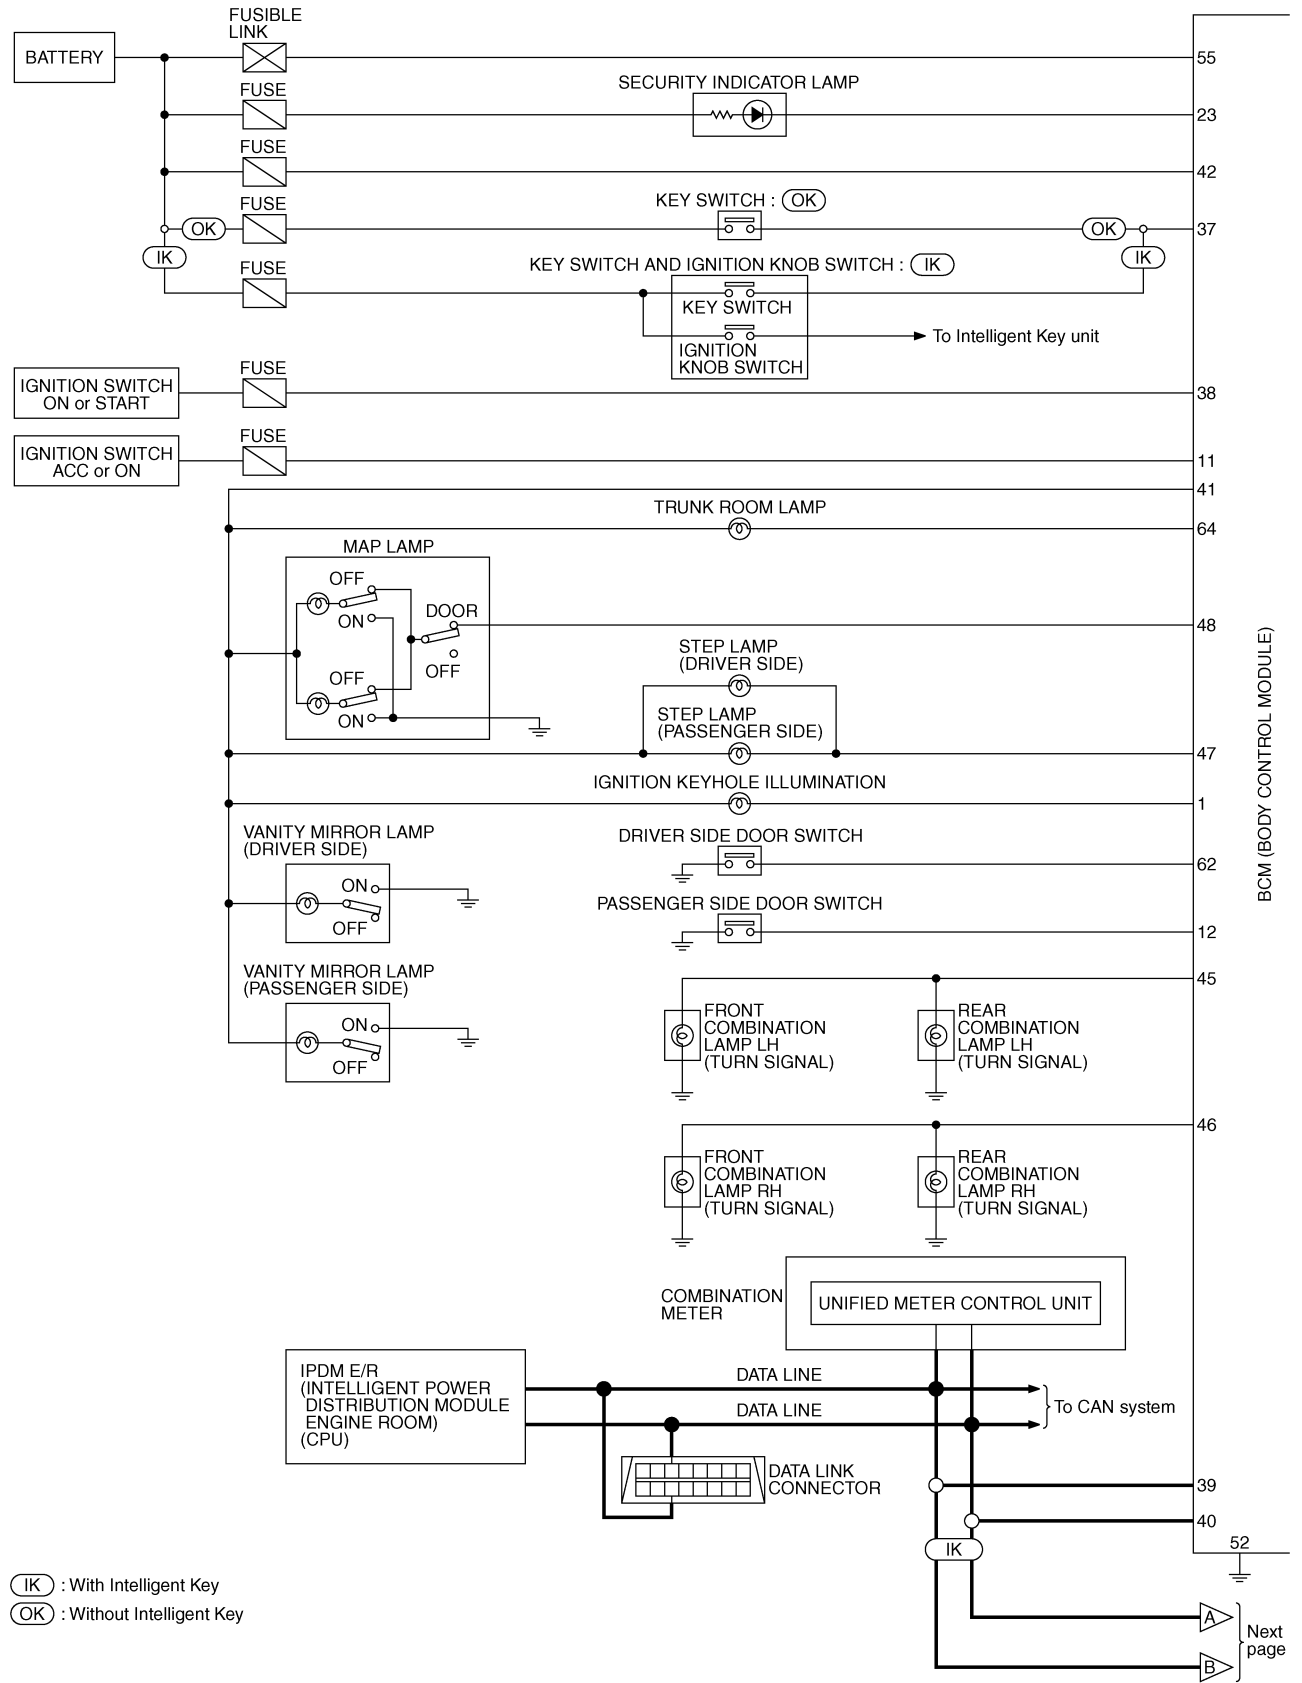 FUSIBLE
LINK
BATTERY
55
SECURITY INDICATOR LAMP
FUSE
23
FUSE
42
KEY SWITCH : OK
FUSE
OK
OK
37
IK
IK
KEY SWITCH AND IGNITION KNOB SWITCH : IK
FUSE
KEY SWITCH
To Intelligent Key unit
IGNITION
KNOB SWITCH
FUSE
IGNITION SWITCH
ON or START
38
FUSE
IGNITION SWITCH
ACC or ON
11
41
TRUNK ROOM LAMP
64
MAP LAMP
OFF
ON
DOOR
48
OFF
OFF
ON
STEP LAMP
(DRIVER SIDE)
STEP LAMP
(PASSENGER SIDE)
47
IGNITION KEYHOLE ILLUMINATION
1
BCM (BODY CONTROL MODULE)
VANITY MIRROR LAMP
(DRIVER SIDE)
ON
OFF
DRIVER SIDE DOOR SWITCH
62
PASSENGER SIDE DOOR SWITCH
12
VANITY MIRROR LAMP
(PASSENGER SIDE)
ON
OFF
45
FRONT
COMBINATION
LAMP LH
(TURN SIGNAL)
REAR
COMBINATION
LAMP LH
(TURN SIGNAL)
46
FRONT
COMBINATION
LAMP RH
(TURN SIGNAL)
REAR
COMBINATION
LAMP RH
(TURN SIGNAL)
COMBINATION
METER
UNIFIED METER CONTROL UNIT
IPDM E/R
(INTELLIGENT POWER
DISTRIBUTION MODULE
ENGINE ROOM)
(CPU)
DATA LINE
DATA LINE
To CAN system
DATA LINK
CONNECTOR
39
40
IK
52
IK : With Intelligent Key
OK : Without Intelligent Key
A
B
Next
page